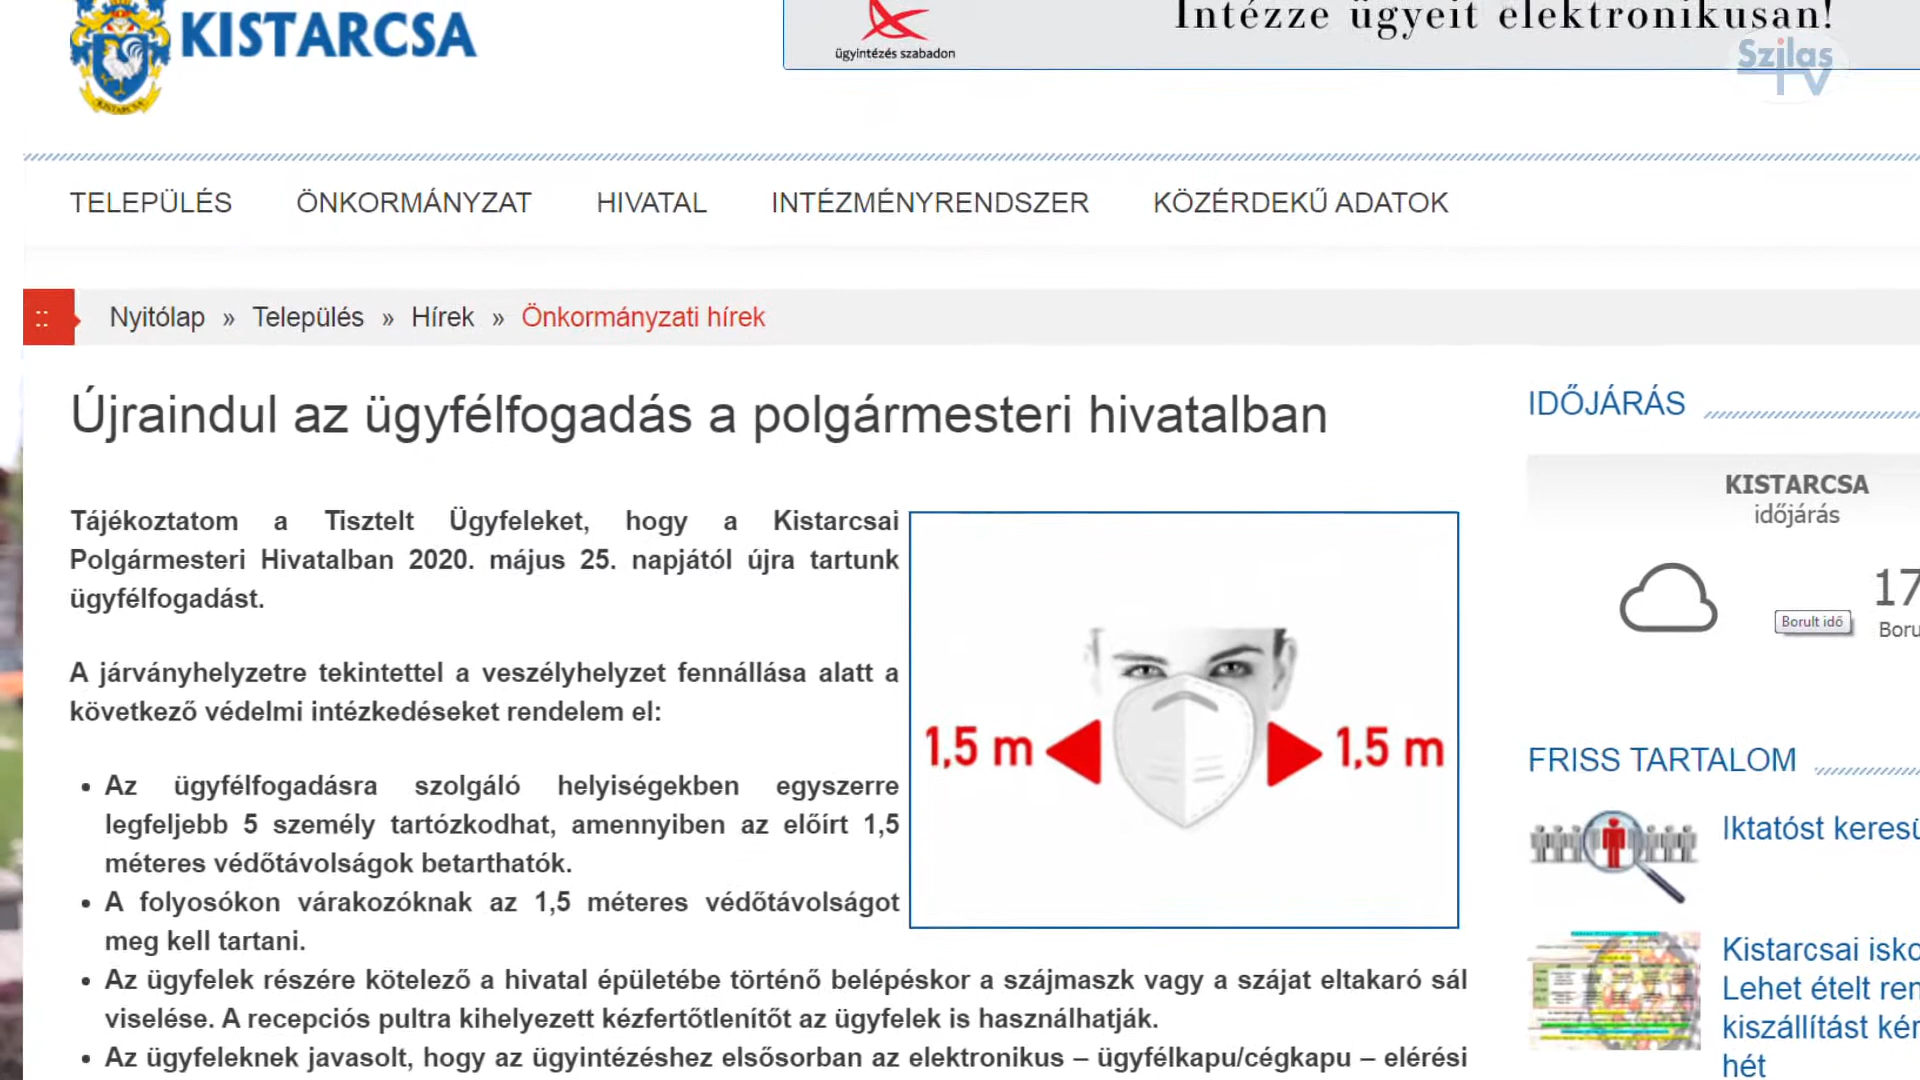 KISTARCSA
KISTARCSA
ügyintézés szabadon
Intézze ügyeit elektronikusan!
Szilas
TV
TELEPÜLÉS ÖNKORMÁNYZAT HIVATAL INTÉZMÉNYRENDSZER KÖZÉRDEKŰ ADATOK
Nyitólap » Település » Hírek » Önkormányzati hírek
Újraindul az ügyfélfogadás a polgármesteri hivatalban
Tájékoztatom a Tisztelt Ügyfeleket, hogy a Kistarcsai
Polgármesteri Hivatalban 2020. május 25. napjától újra tartunk
ügyfélfogadást.
A járványhelyzetre tekintettel a veszélyhelyzet fennállása alatt a
következő védelmi intézkedéseket rendelem el:
• Az ügyfélfogadásra szolgáló helyiségekben egyszerre
legfeljebb 5 személy tartózkodhat, amennyiben az előírt 1,5
méteres védőtávolságok betarthatók.
• A folyosókon várakozóknak az 1,5 méteres védőtávolságot
meg kell tartani.
• Az ügyfelek részére kötelező a hivatal épületébe történő belépéskor a szájmaszk vagy a szájat eltakaró sál
viselése. A recepciós pultra kihelyezett kézfertőtlenítőt az ügyfelek is használhatják.
• Az ügyfeleknek javasolt, hogy az ügyintézéshez elsősorban az elektronikus – ügyfélkapu/cégkapu – elérési
1,5 m 1,5 m
IDŐJÁRÁS
KISTARCSA
időjárás
17
Borult idő
Boru
FRISS TARTALOM
Iktatóst keresü
Kistarcsai isko
Lehet ételt ren
kiszállítást kér
hét